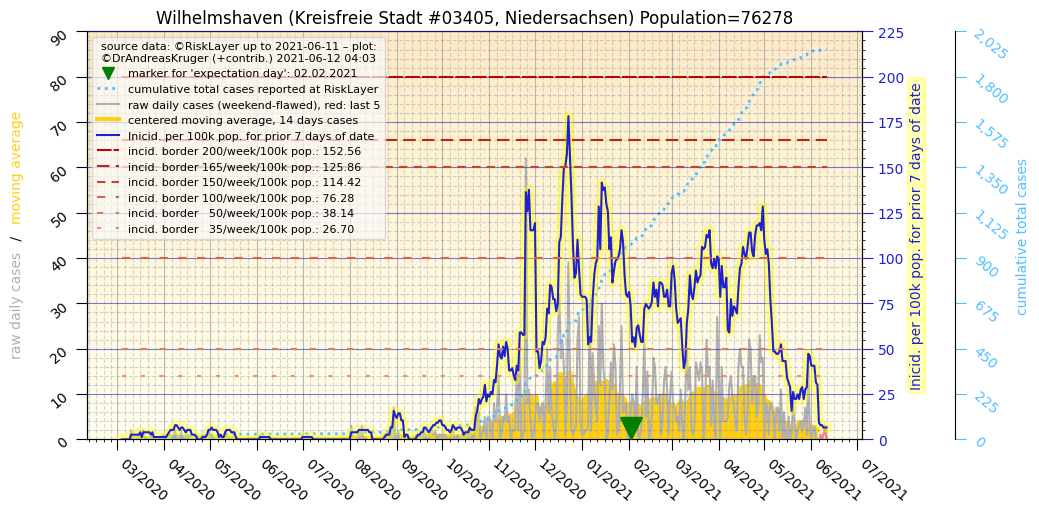 Wilhelmshaven (Kreisfreie Stadt #03405, Niedersachsen) Population=76278
source data: ©RiskLayer up to 2021-06-11 – plot:
©DrAndreasKruger (+contrib.) 2021-06-12 04:03
marker for 'expectation day': 02.02.2021
cumulative total cases reported at RiskLayer
raw daily cases (weekend-flawed), red: last 5
centered moving average, 14 days cases
Inicid. per 100k pop. for prior 7 days of date
incid. border 200/week/100k pop.: 152.56
incid. border 165/week/100k pop.: 125.86
incid. border 150/week/100k pop.: 114.42
incid. border 100/week/100k pop.: 76.28
incid. border 50/week/100k pop.: 38.14
incid. border 35/week/100k pop.: 26.70
raw daily cases / moving average
90
80
70
60
50
40
30
20
10
0
03/2020
04/2020
05/2020
06/2020
07/2020
08/2020
09/2020
10/2020
11/2020
12/2020
01/2021
02/2021
03/2021
04/2021
05/2021
06/2021
07/2021
225
200
175
150
125
100
75
50
25
0
Inicid. per 100k pop. for prior 7 days of date
2,025
1,800
1,575
1,350
1,125
900
675
450
225
0
cumulative total cases